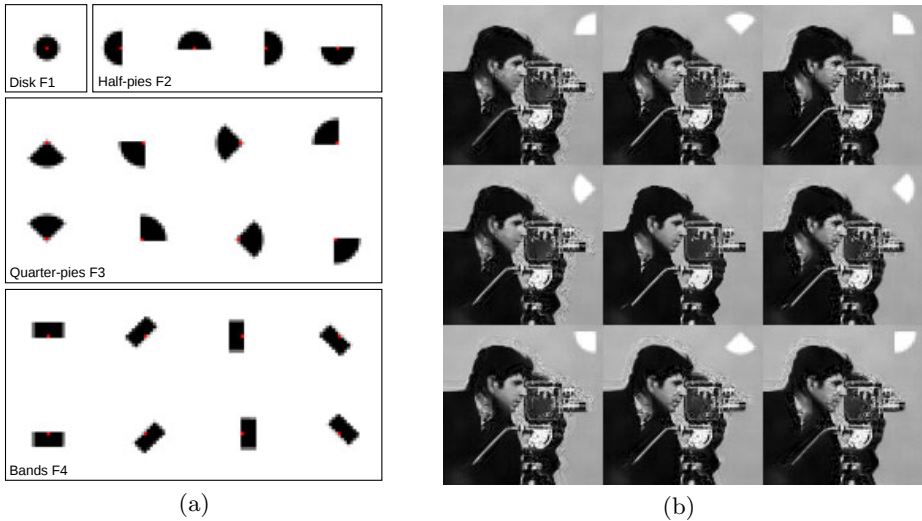 Disk F1
Half-pies F2
Quarter-pies F3
Bands F4
(a)
(b)